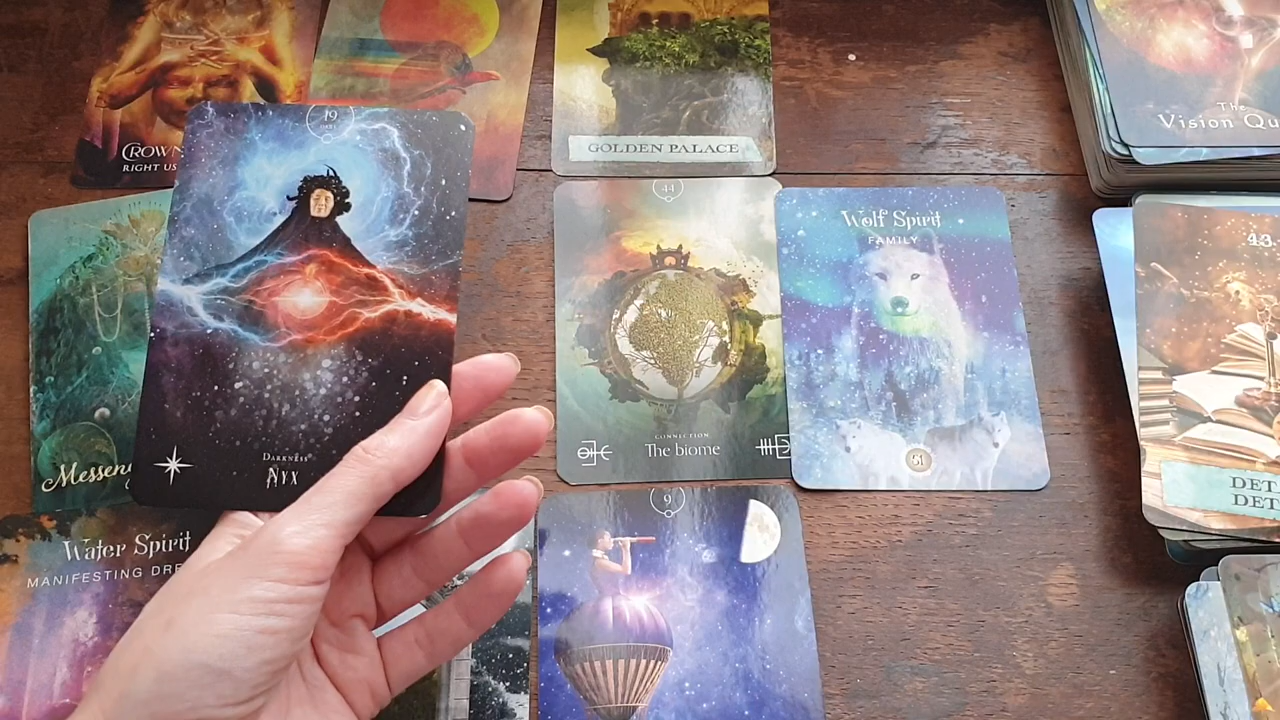 CROWN
RIGHT US
GOLDEN PALACE
The
Vision Qu
19
44
Wolf Spirit
FAMILY
43.
CONNECTION
The biome
51
DARKNESS
NYX
Messeng
DET
DET
Water Spirit
MANIFESTING DRE
9